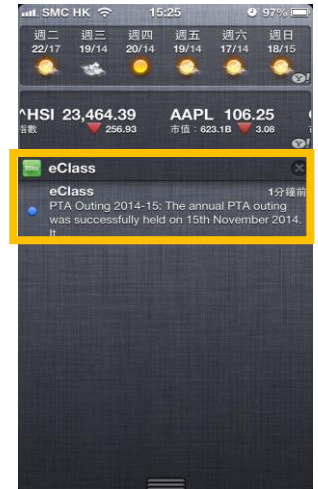 SMC HK 15:25 97%
週二 週三 週四 週五 週六 週日
22/17 19/14 20/14 19/14 17/14 18/15
Y!
^HSI 23,464.39 AAPL 106.25
指數 256.93 市值：623.1B 3.08
Y!
eClass
eClass 1分鐘前
PTA Outing 2014-15: The annual PTA outing
was successfully held on 15th November 2014.
It ...